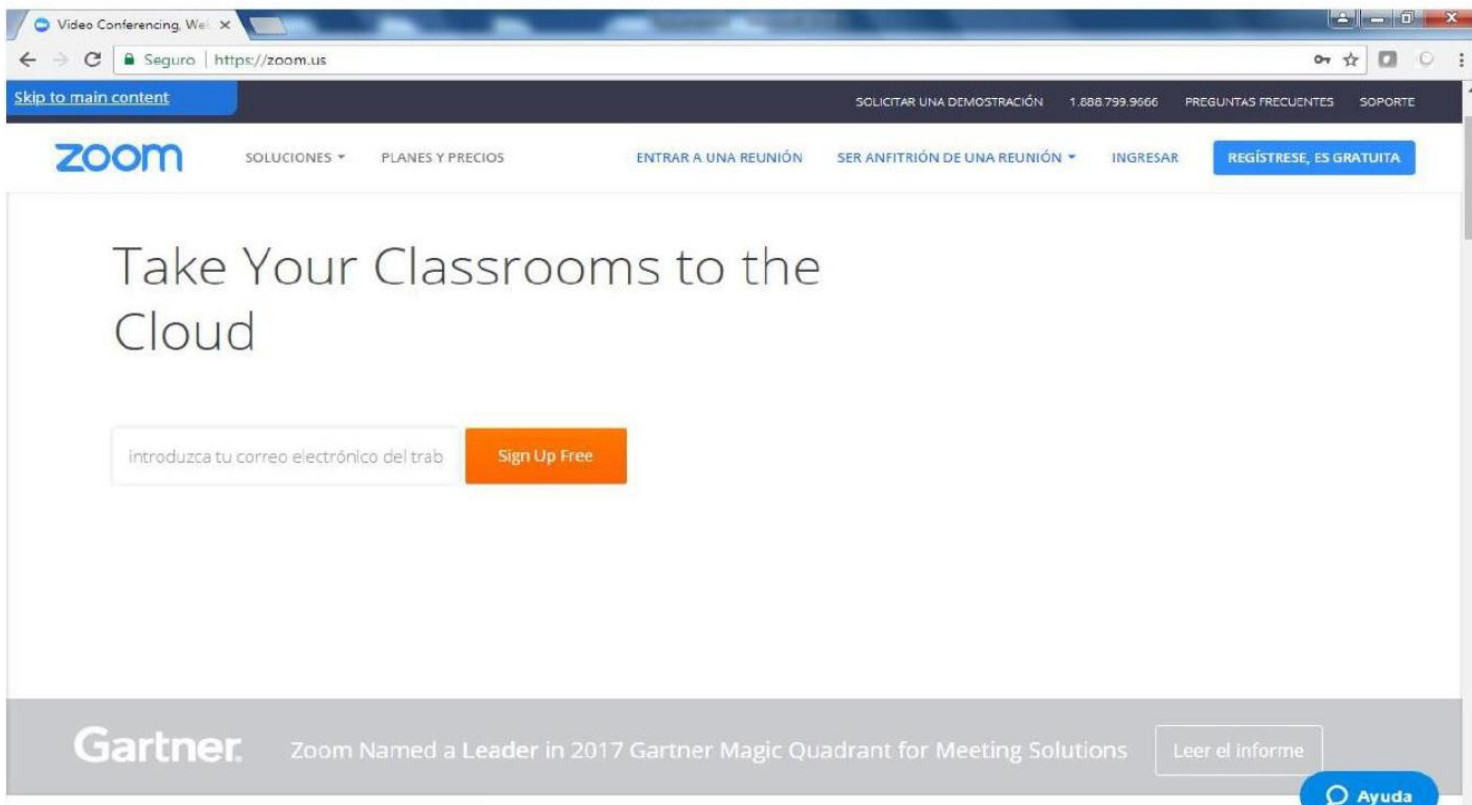 Video Conferencing, We
Seguro | https://zoom.us
Skip to main content
SOLICITAR UNA DEMOSTRACIÓN 1.888.799.9666 PREGUNTAS FRECUENTES SOPORTE
zoom SOLUCIONES PLANES Y PRECIOS ENTRAR A UNA REUNIÓN SER ANFITRIÓN DE UNA REUNIÓN INGRESAR REGÍSTRESE, ES GRATUITA
Take Your Classrooms to the
Cloud
introduzca tu correo electrónico del trab Sign Up Free
Gartner. Zoom Named a Leader in 2017 Gartner Magic Quadrant for Meeting Solutions Leer el informe
Ayuda